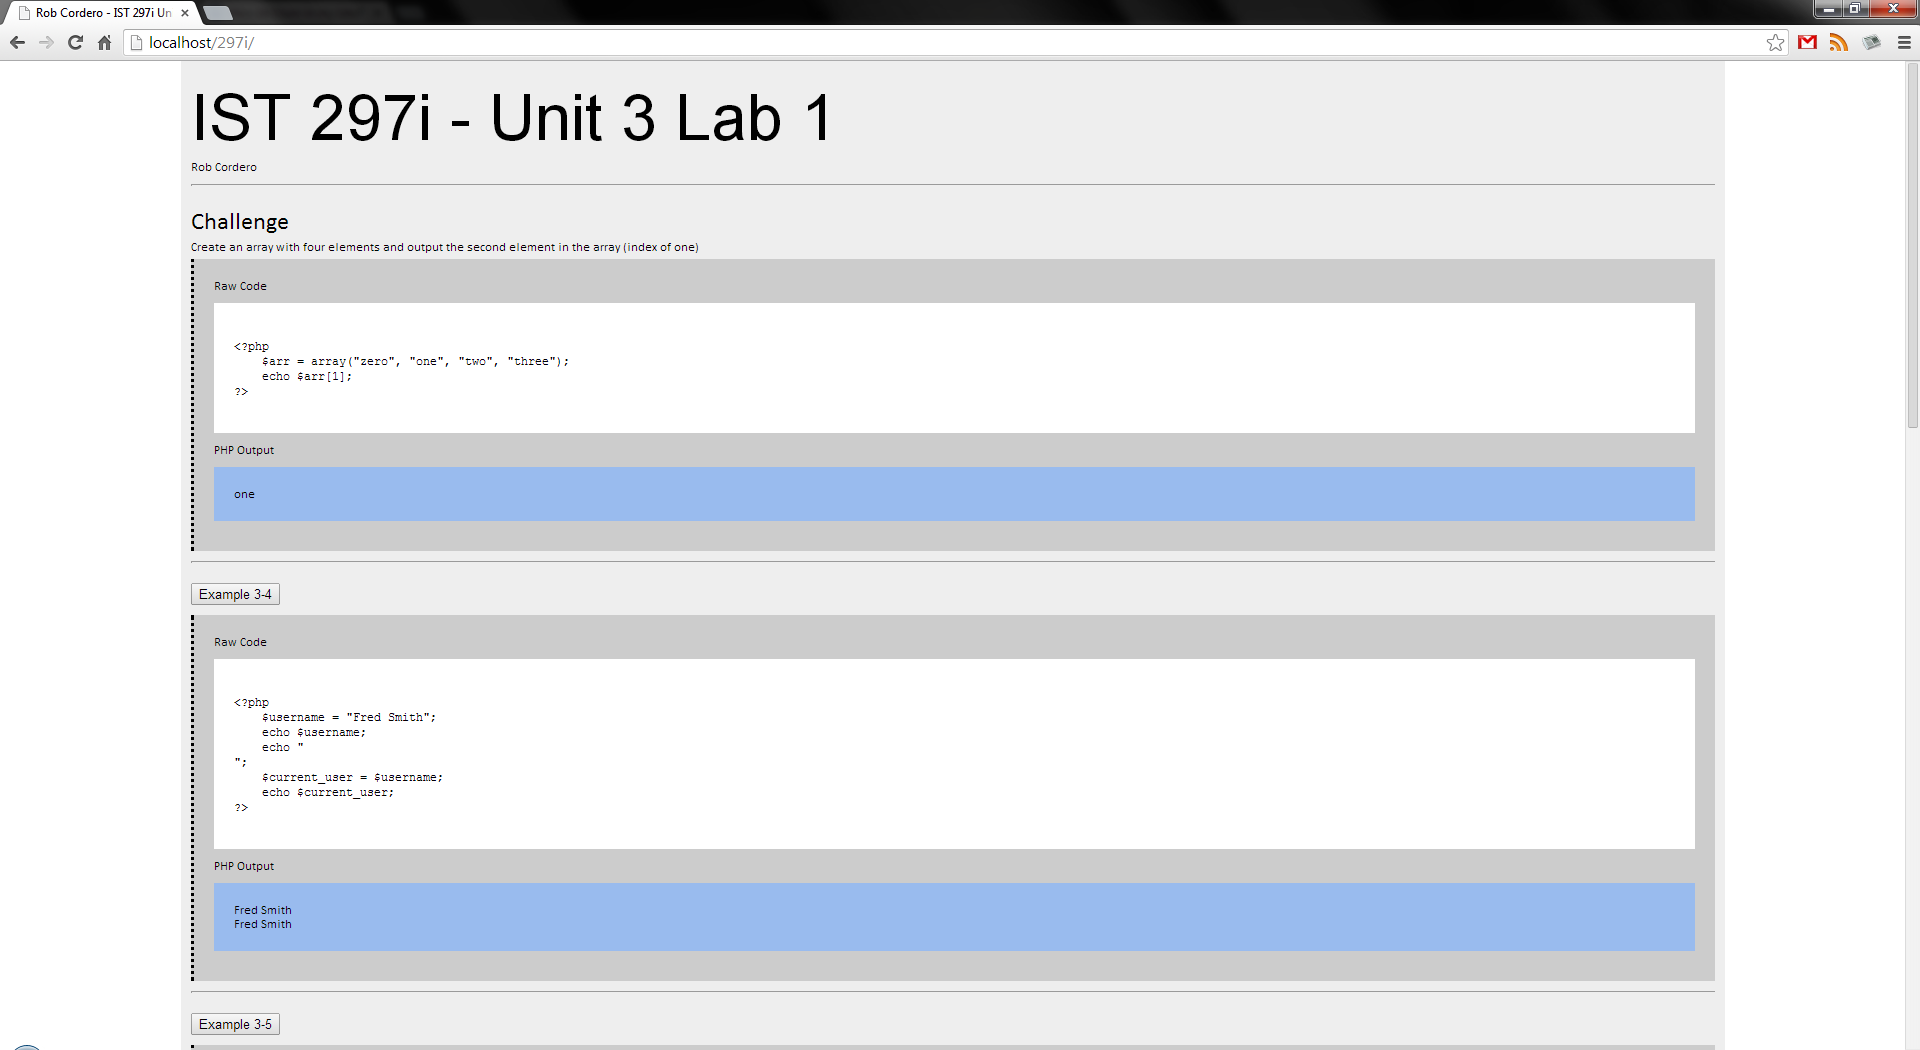 Rob Cordero - IST 297i Un
localhost/297i/
IST 297i - Unit 3 Lab 1
Rob Cordero
Challenge
Create an array with four elements and output the second element in the array (index of one)
Raw Code
<?php
    $arr = array("zero", "one", "two", "three");
    echo $arr[1];
?>
PHP Output
one
Example 3-4
Raw Code
<?php
    $username = "Fred Smith";
    echo $username;
    echo "
";
    $current_user = $username;
    echo $current_user;
?>
PHP Output
Fred Smith
Fred Smith
Example 3-5